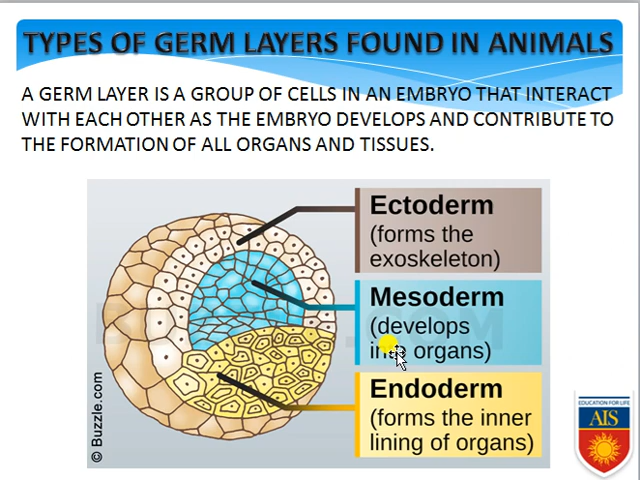 TYPES OF GERM LAYERS FOUND IN ANIMALS
A GERM LAYER IS A GROUP OF CELLS IN AN EMBRYO THAT INTERACT
WITH EACH OTHER AS THE EMBRYO DEVELOPS AND CONTRIBUTE TO
THE FORMATION OF ALL ORGANS AND TISSUES.
Ectoderm
(forms the
exoskeleton)
Mesoderm
(develops
into organs)
Endoderm
(forms the inner
lining of organs)
© Buzzle.com
EDUCATION FOR LIFE
AIS